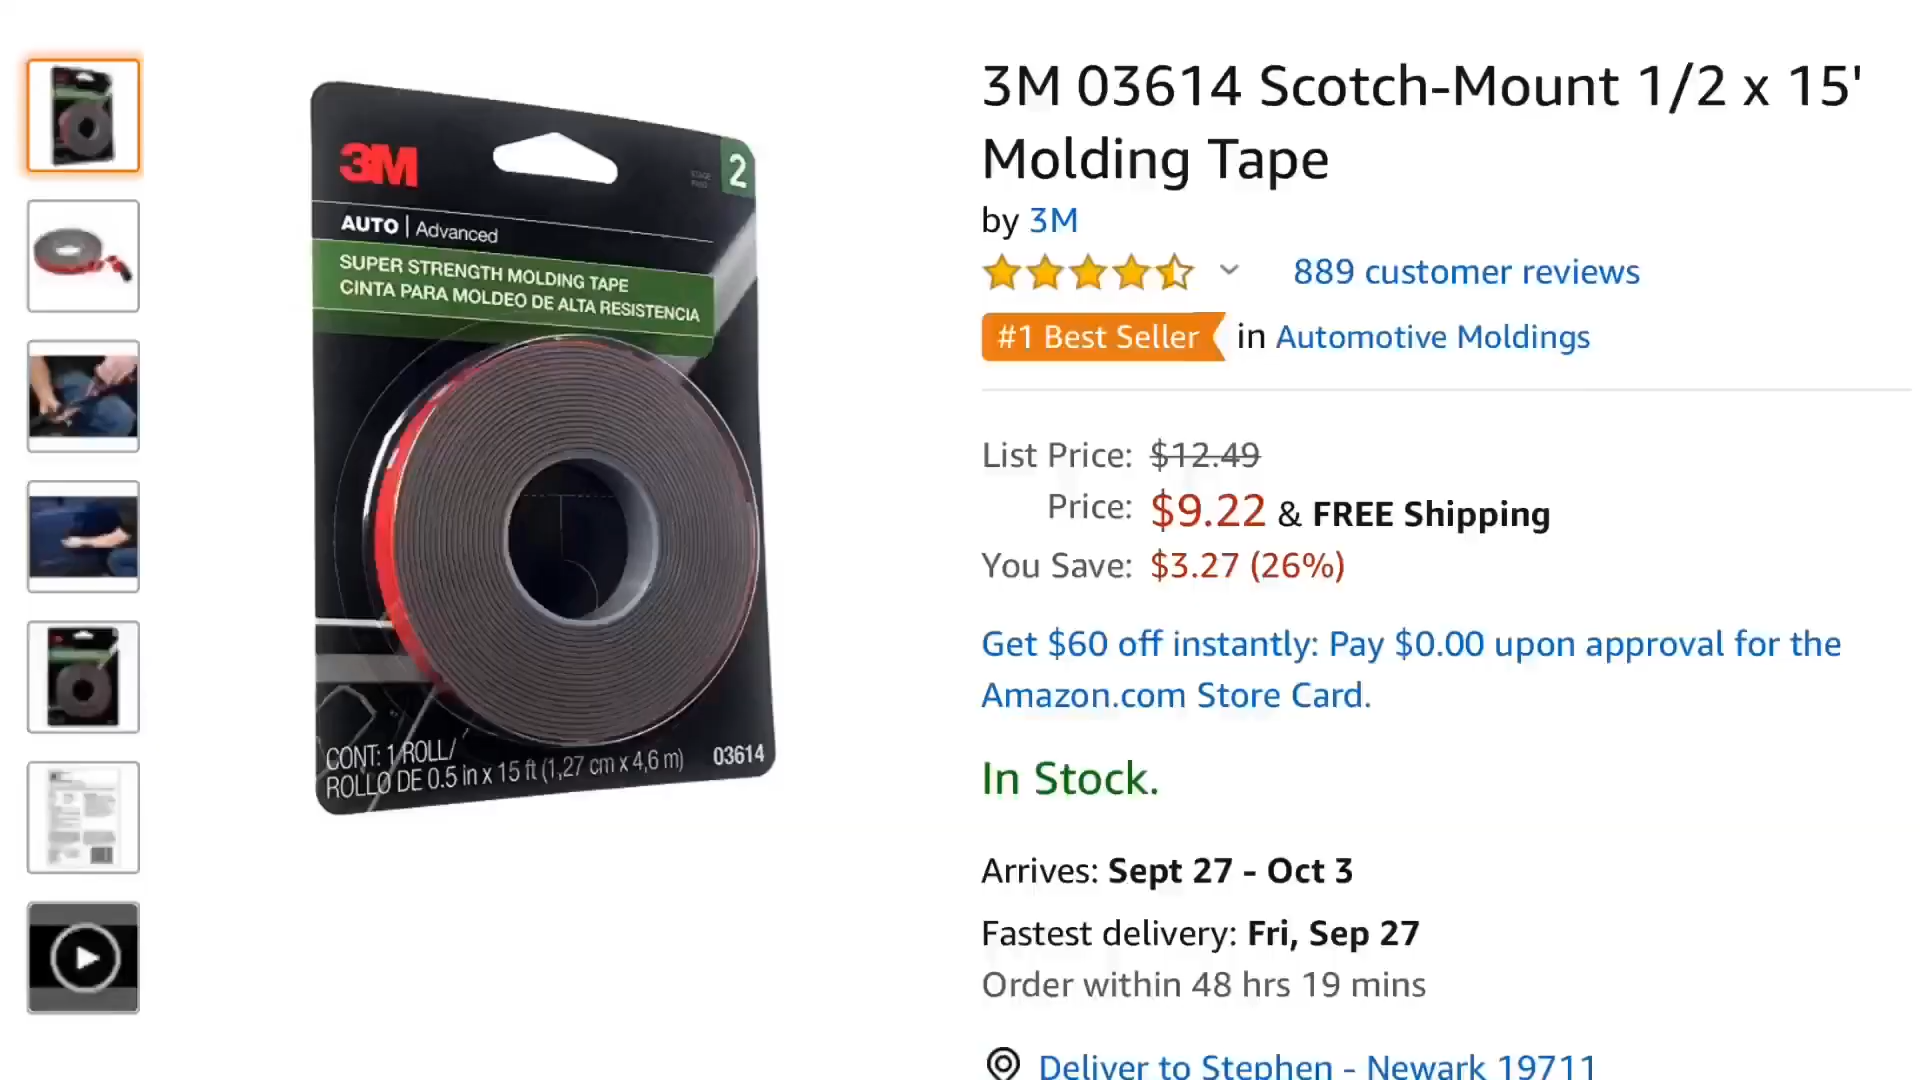 3M
2
AUTO | Advanced
SUPER STRENGTH MOLDING TAPE
CINTA PARA MOLDEO DE ALTA RESISTENCIA
CONT: 1 ROLL/
ROLLO DE 0.5 in x 15 ft (1,27 cm x 4,6 m) 03614
3M 03614 Scotch-Mount 1/2 x 15'
Molding Tape
by 3M
889 customer reviews
#1 Best Seller in Automotive Moldings
List Price: $12.49
Price: $9.22 & FREE Shipping
You Save: $3.27 (26%)
Get $60 off instantly: Pay $0.00 upon approval for the
Amazon.com Store Card.
In Stock.
Arrives: Sept 27 - Oct 3
Fastest delivery: Fri, Sep 27
Order within 48 hrs 19 mins
Deliver to Stephen - Newark 19711